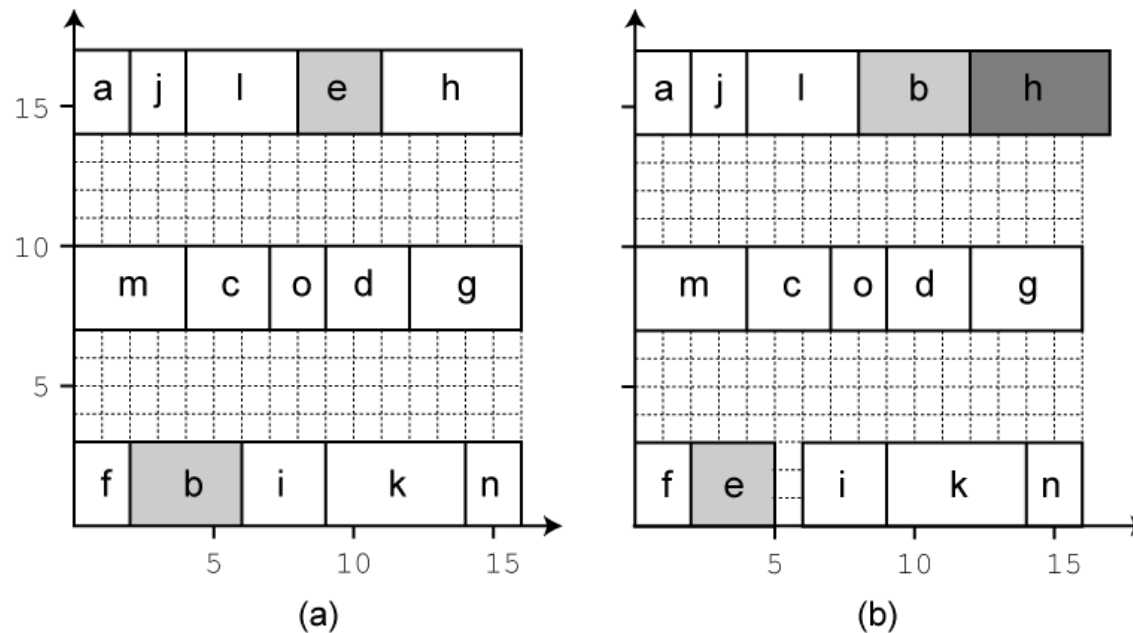 a j l e h
a j l b h
15
10
m c o d g
m c o d g
5
f b i k n
f e i k n
5 10 15
5 10 15
(a)
(b)